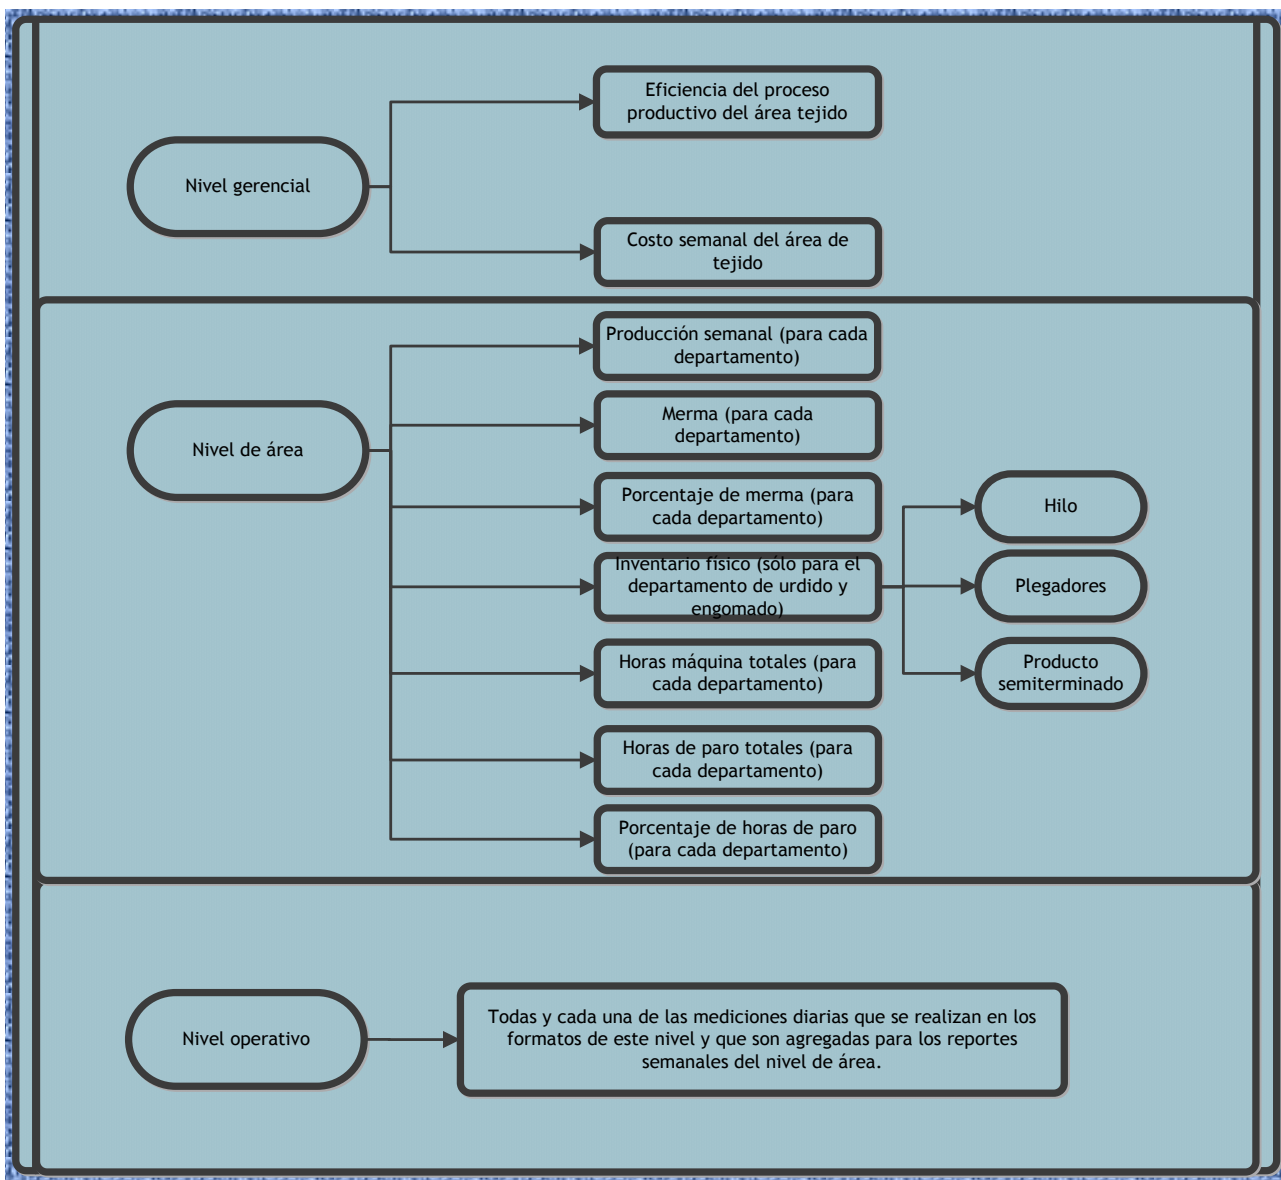 Nivel gerencial
Eficiencia del proceso
productivo del área tejido
Costo semanal del área de
tejido
Nivel de área
Producción semanal (para cada
departamento)
Merma (para cada
departamento)
Porcentaje de merma (para
cada departamento)
Inventario físico (sólo para el
departamento de urdido y
engomado)
Hilo
Plegadores
Producto
semiterminado
Horas máquina totales (para
cada departamento)
Horas de paro totales (para
cada departamento)
Porcentaje de horas de paro
(para cada departamento)
Nivel operativo
Todas y cada una de las mediciones diarias que se realizan en los
formatos de este nivel y que son agregadas para los reportes
semanales del nivel de área.